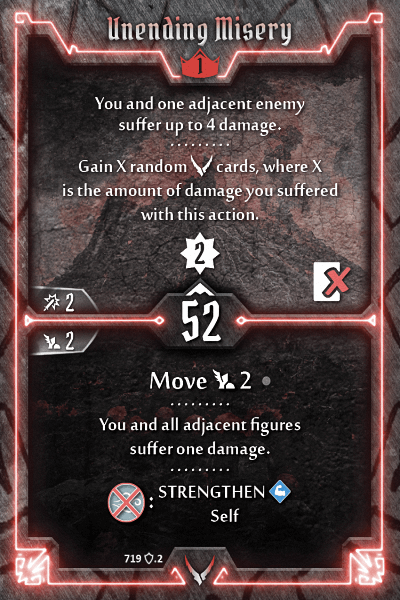 Unending Misery
1
You and one adjacent enemy
suffer up to 4 damage.
Gain X random cards, where X
is the amount of damage you suffered
with this action.
2
2
52
2
Move 2
You and all adjacent figures
suffer one damage.
: STRENGTHEN
Self
719 .2